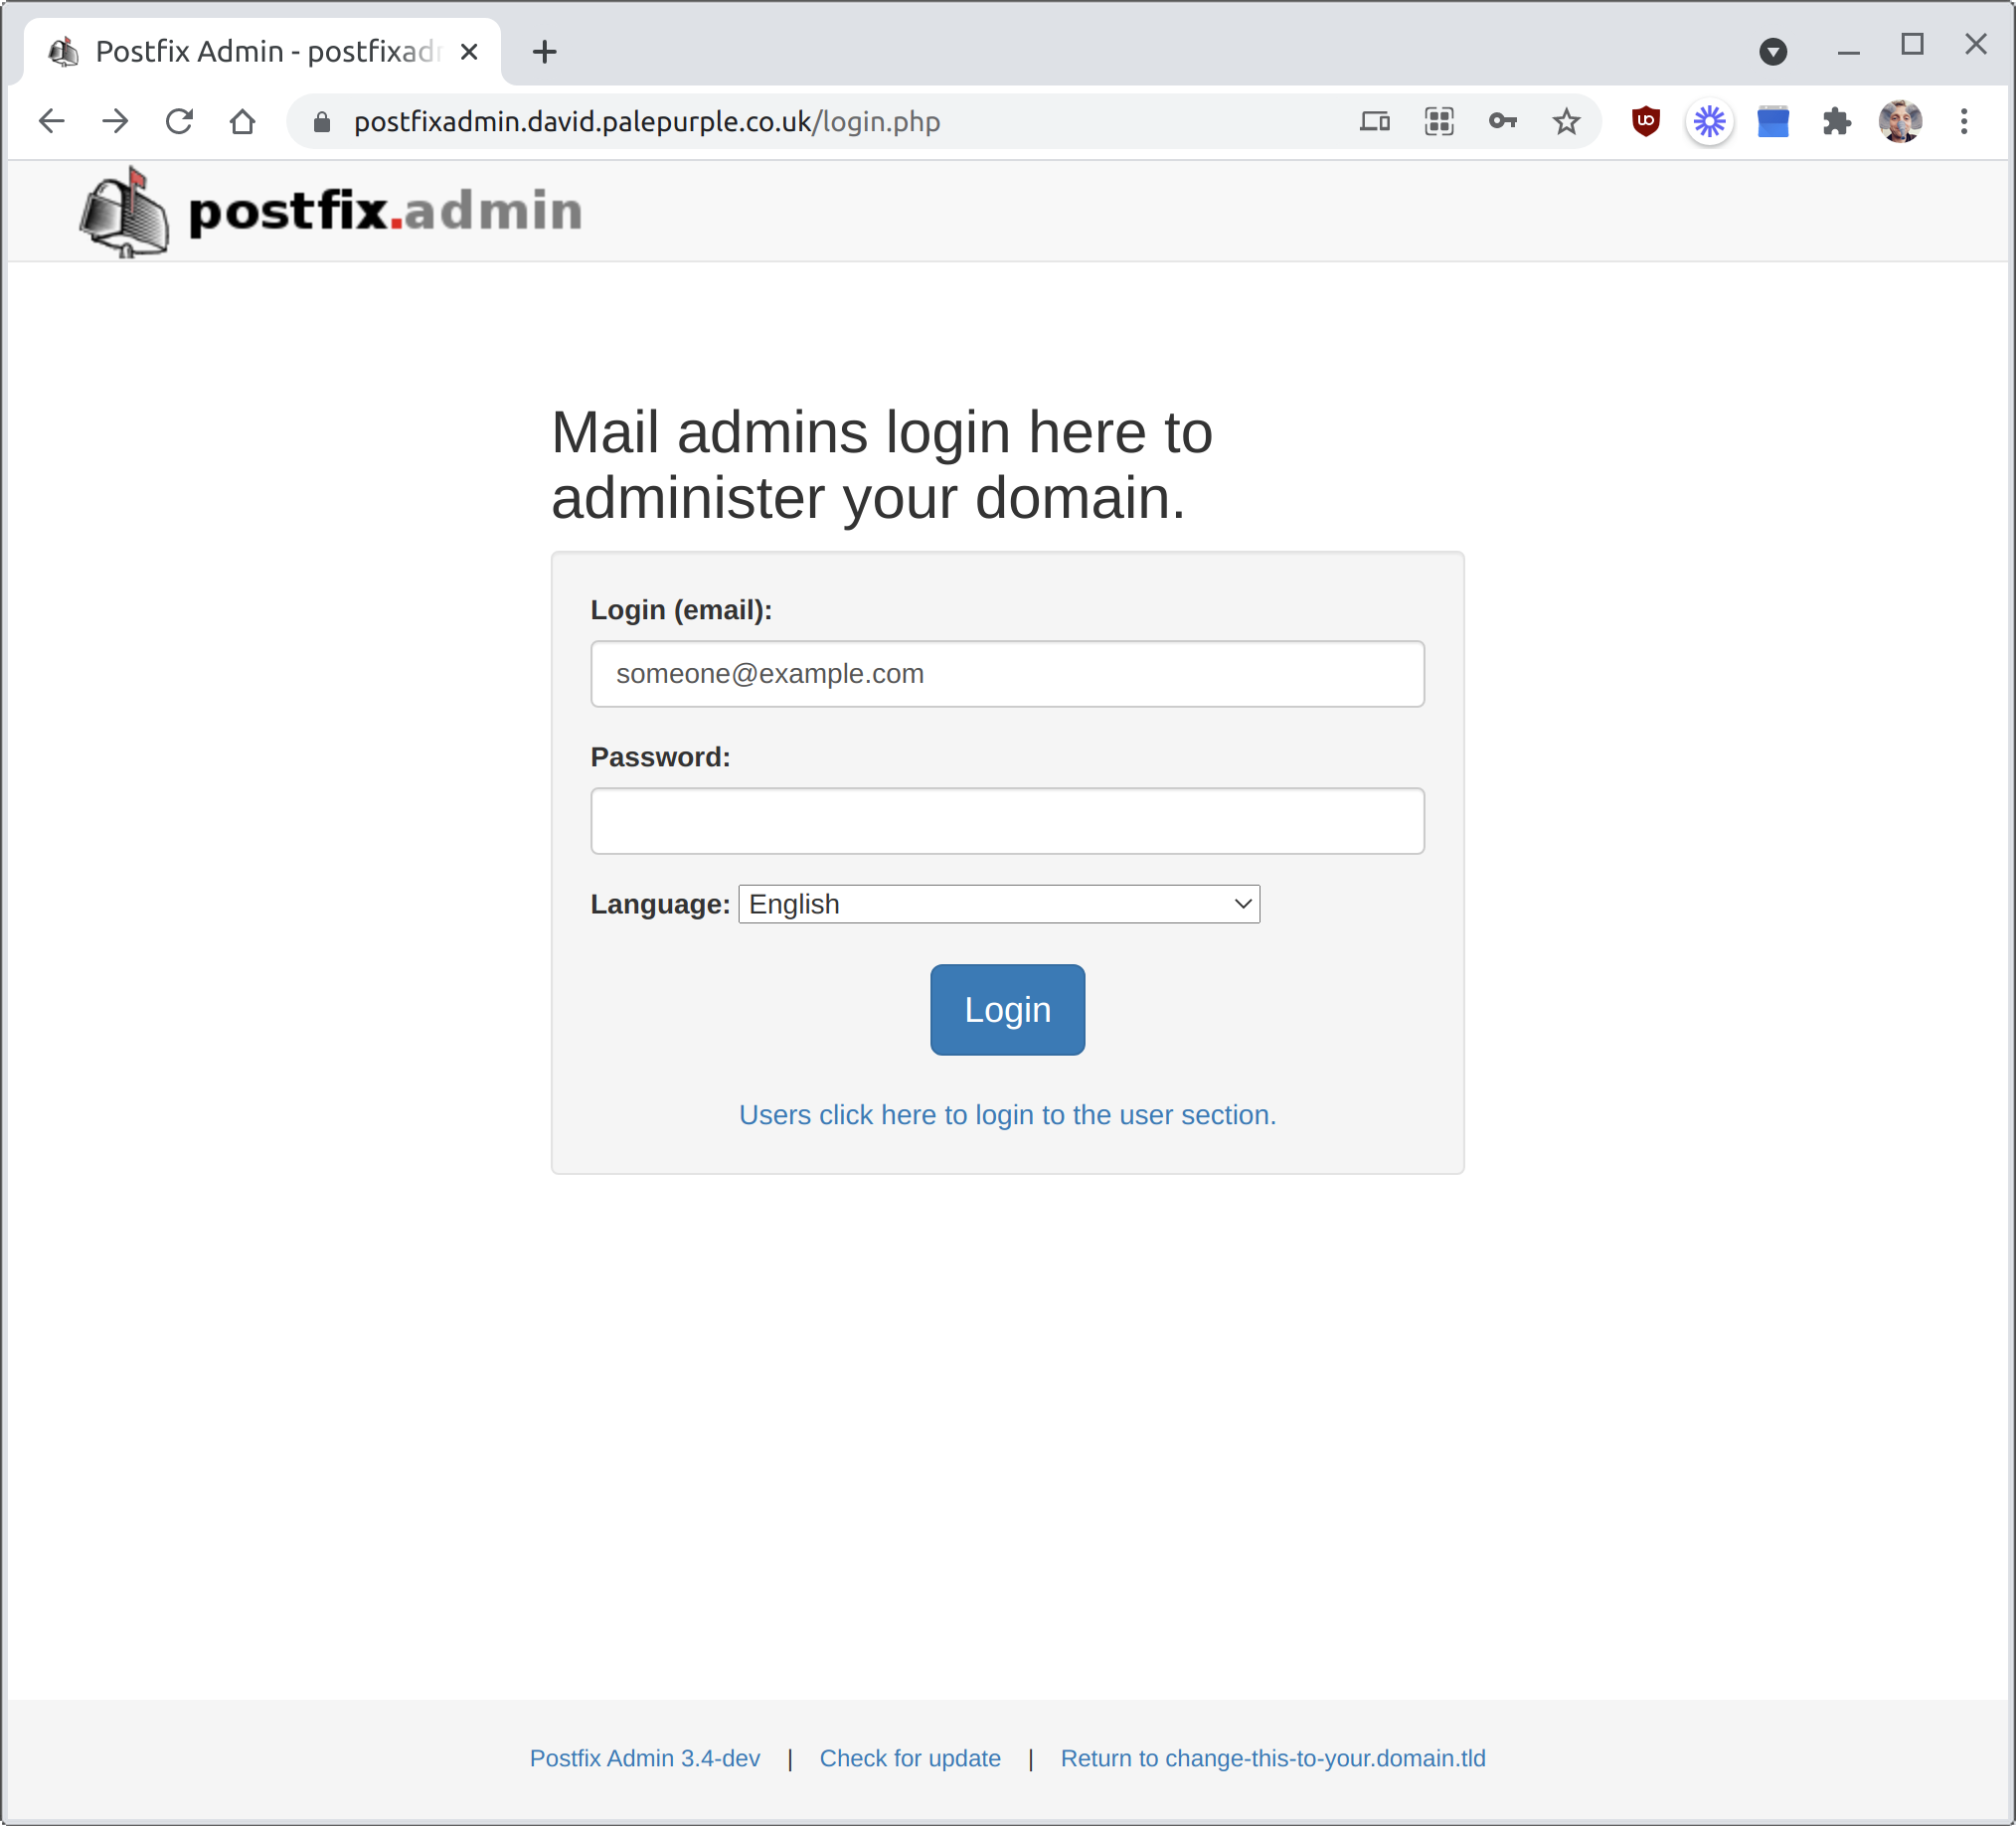 Postfix Admin - postfixadm
postfixadmin.david.palepurple.co.uk/login.php
postfix.admin
Mail admins login here to
administer your domain.
Login (email):
someone@example.com
Password:
Language: English
Login
Users click here to login to the user section.
Postfix Admin 3.4-dev | Check for update | Return to change-this-to-your.domain.tld